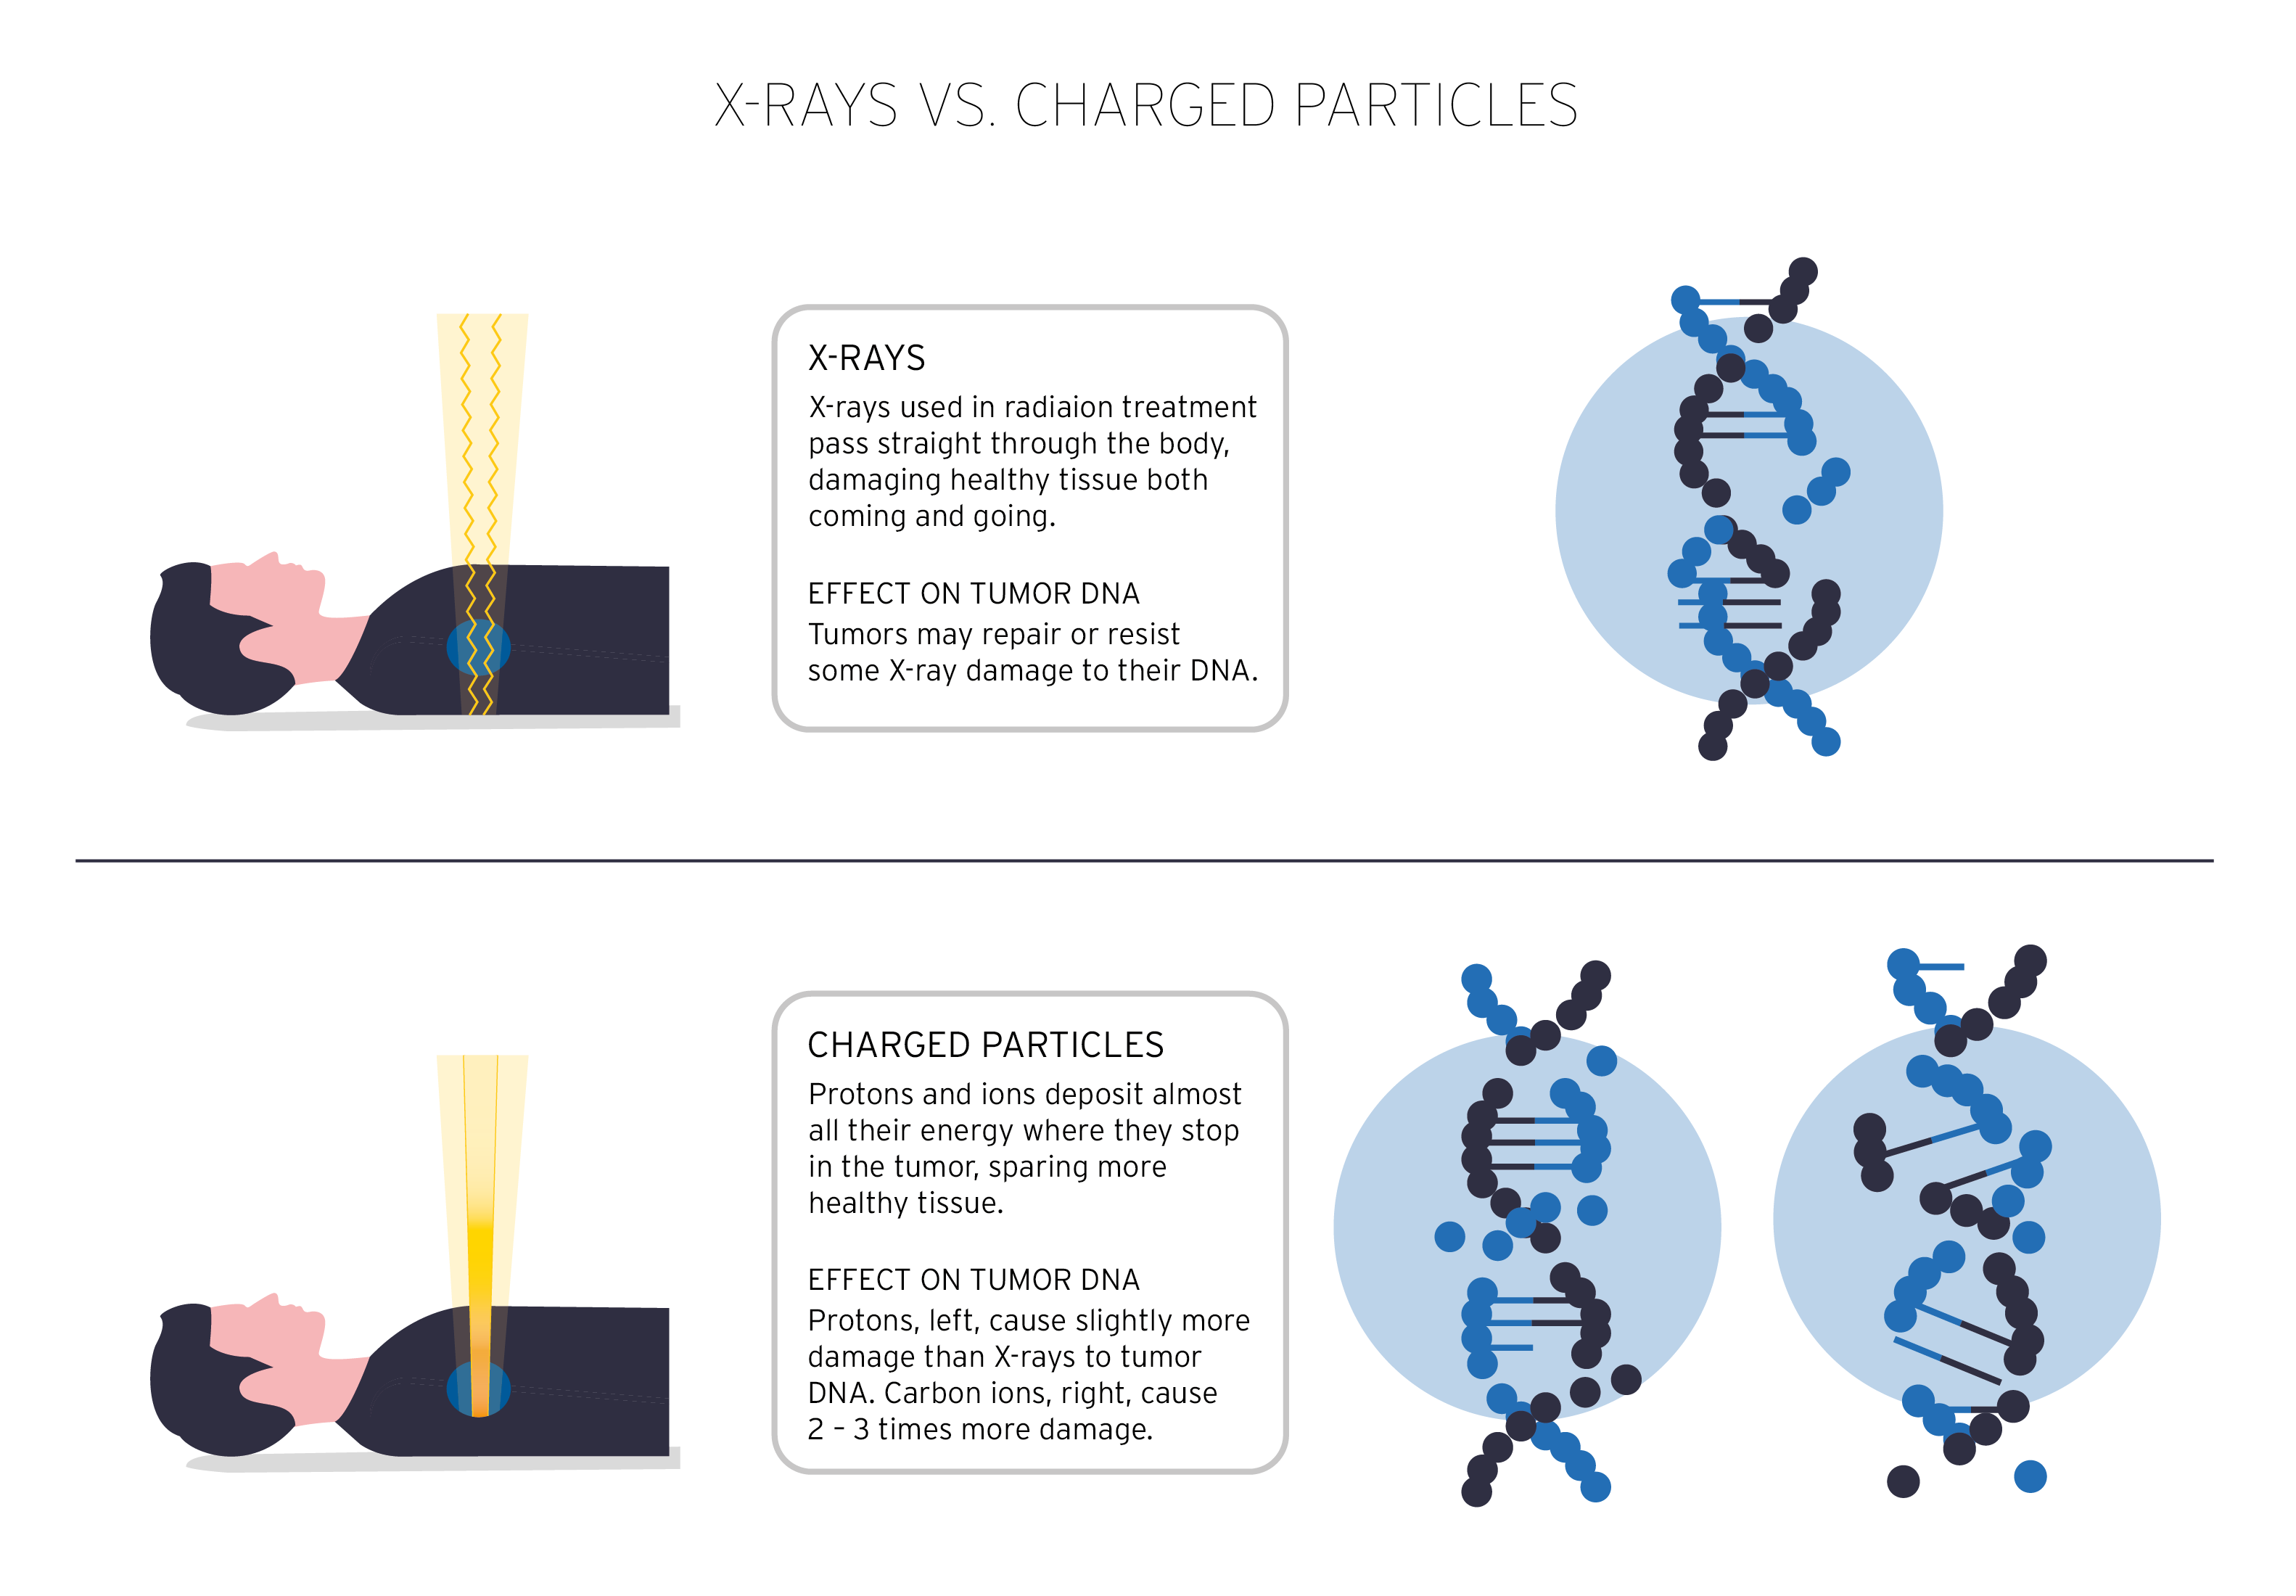 X-RAYS VS. CHARGED PARTICLES
X-RAYS
X-rays used in radiaion treatment
pass straight through the body,
damaging healthy tissue both
coming and going.
EFFECT ON TUMOR DNA
Tumors may repair or resist
some X-ray damage to their DNA.
CHARGED PARTICLES
Protons and ions deposit almost
all their energy where they stop
in the tumor, sparing more
healthy tissue.
EFFECT ON TUMOR DNA
Protons, left, cause slightly more
damage than X-rays to tumor
DNA. Carbon ions, right, cause
2 – 3 times more damage.